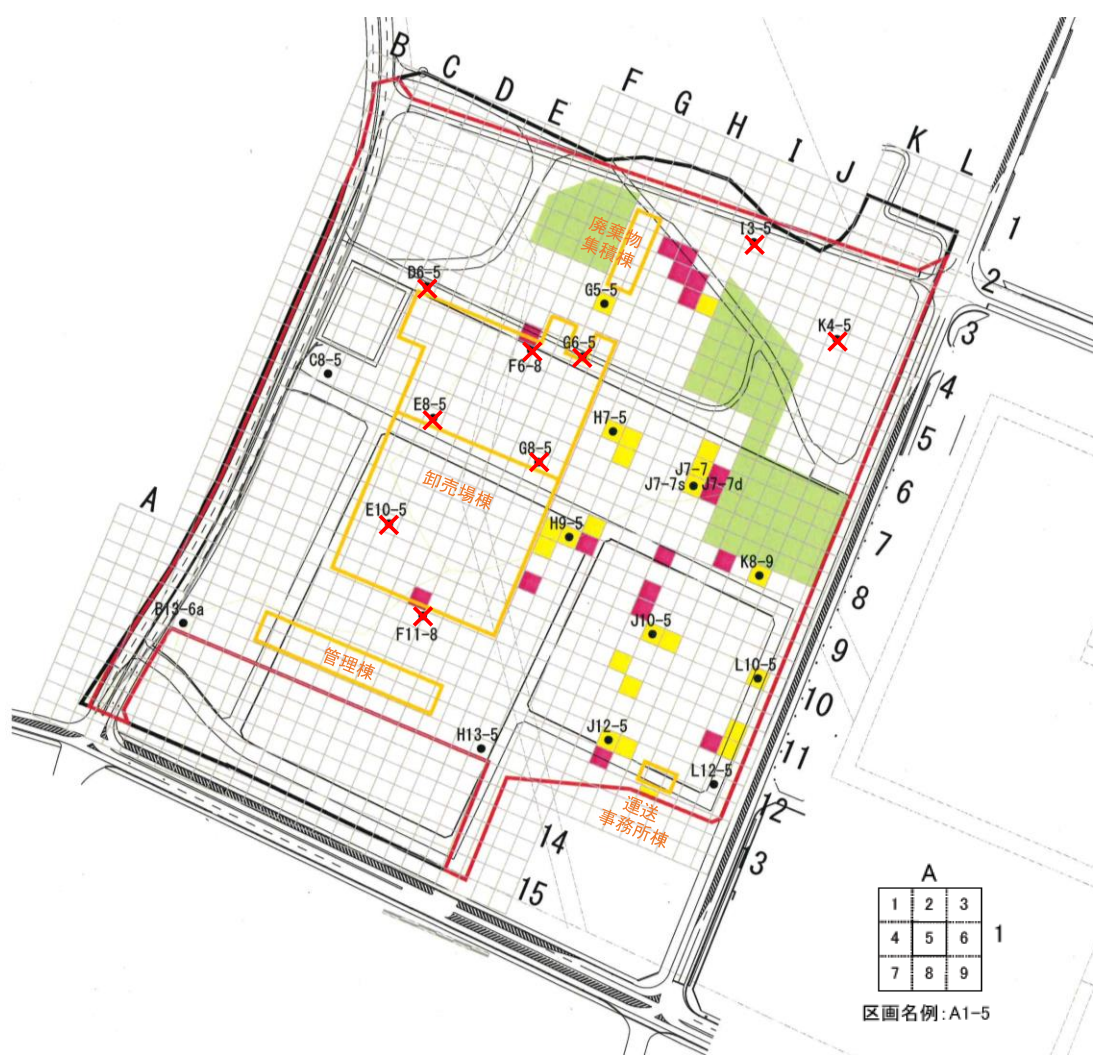 B
C
D
E
F
G
H
I
J
K
L
1
2
3
4
5
6
7
8
9
10
11
12
13
14
15
A
廃棄物
集積棟
I3-5
D6-5
G5-5
K4-5
F6-8
G6-5
C8-5
E8-5
H7-5
G8-5
卸売場棟
J7-7
J7-7s
J7-7d
E10-5
H9-5
K8-9
F11-8
B13-6a
J10-5
管理棟
L10-5
H13-5
J12-5
L12-5
運送
事務所棟
A
1 2 3
4 5 6
7 8 9
1
区画名例:A1-5